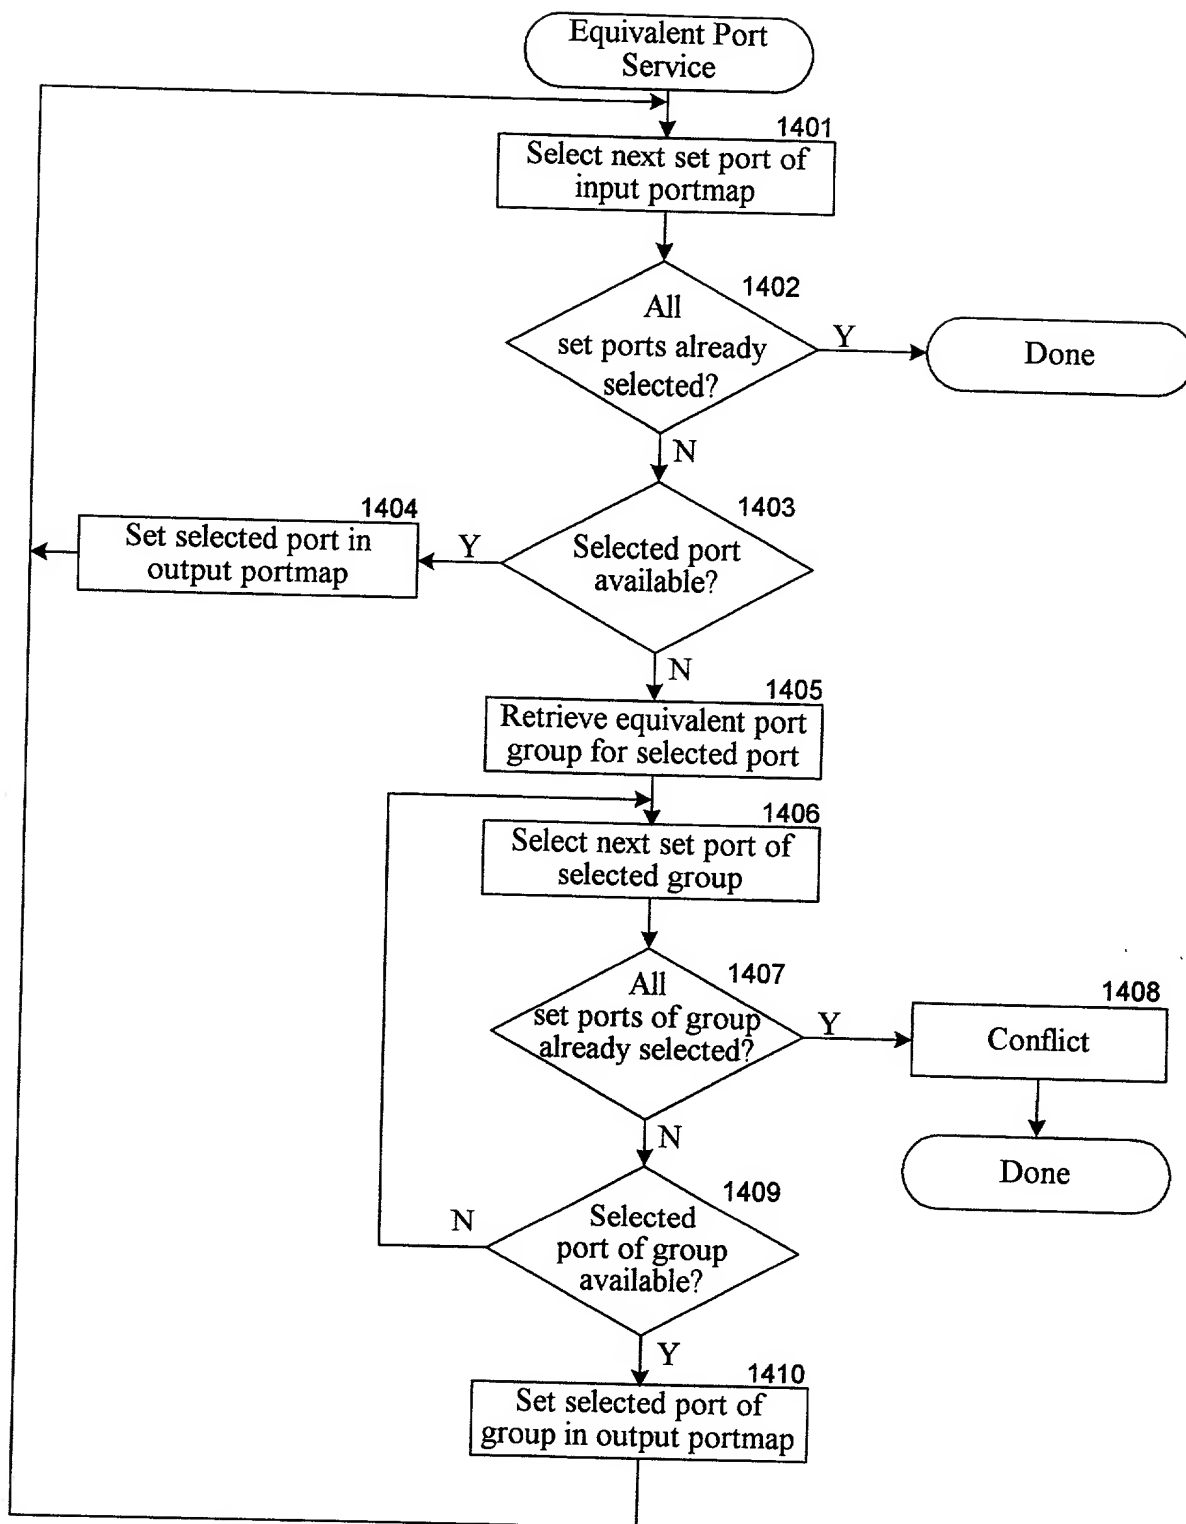 Equivalent Port
Service
1401
Select next set port of
input portmap
1402
All
set ports already
selected?
Y
Done
N
1403
Selected port
available?
Y
1404
Set selected port in
output portmap
N
1405
Retrieve equivalent port
group for selected port
1406
Select next set port of
selected group
1407
All
set ports of group
already selected?
Y
1408
Conflict
Done
N
1409
Selected
port of group
available?
N
Y
1410
Set selected port of
group in output portmap